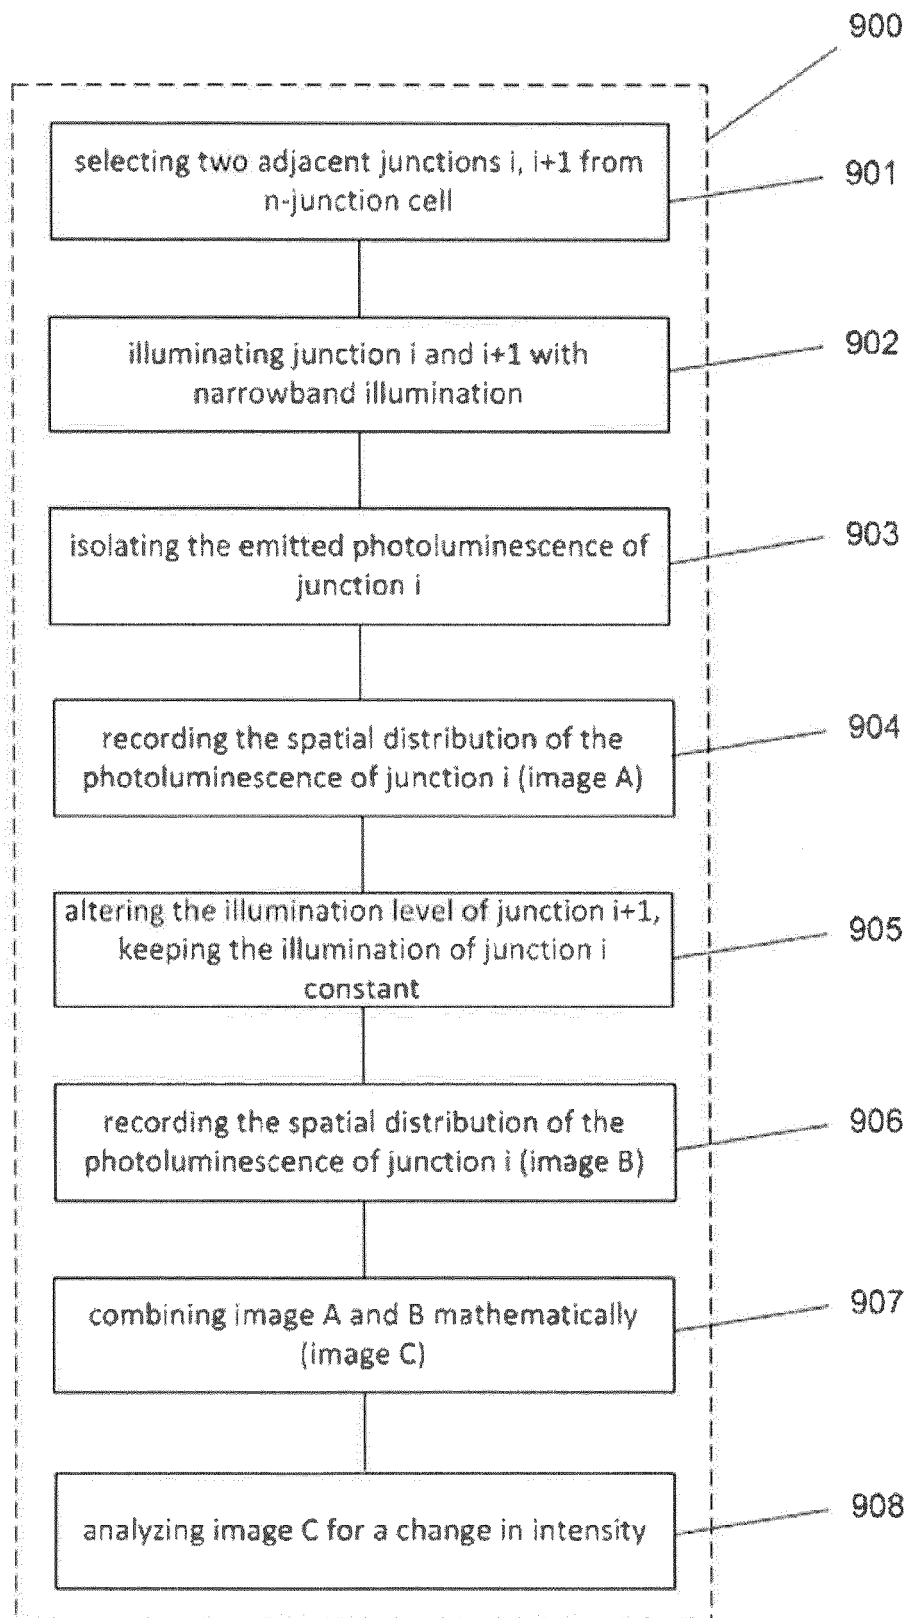 900
selecting two adjacent junctions i, i+1 from
n-junction cell
901
illuminating junction i and i+1 with
narrowband illumination
902
isolating the emitted photoluminescence of
junction i
903
recording the spatial distribution of the
photoluminescence of junction i (image A)
904
altering the illumination level of junction i+1,
keeping the illumination of junction i
constant
905
recording the spatial distribution of the
photoluminescence of junction i (image B)
906
combining image A and B mathematically
(image C)
907
analyzing image C for a change in intensity
908